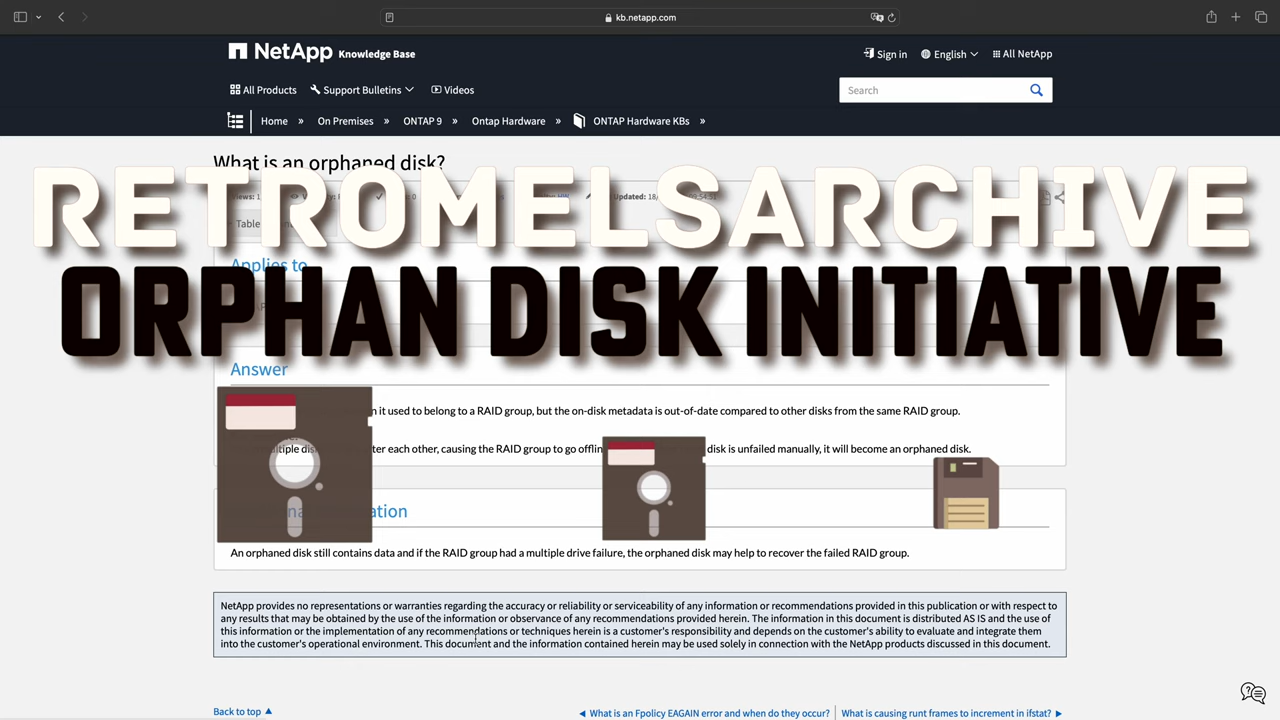 kb.netapp.com
NetApp Knowledge Base
Sign in English All NetApp
All Products Support Bulletins Videos Search
Home » On Premises » ONTAP 9 » Ontap Hardware » ONTAP Hardware KBs »
What is an orphaned disk?
RETROMELSARCHIVE
Updated: 18/
Table
Applies to
ORPHAN DISK INITIATIVE
Answer
it used to belong to a RAID group, but the on-disk metadata is out-of-date compared to other disks from the same RAID group.
each other, causing the RAID group to go disk is unfailed manually, it will become an orphaned disk.
An orphaned disk still contains data and if the RAID group had a multiple drive failure, the orphaned disk may help to recover the failed RAID group.
NetApp provides no representations or warranties regarding the accuracy or reliability or serviceability of any information or recommendations provided in this publication or with respect to
any results that may be obtained by the use of the information or observance of any recommendations provided herein. The information in this document is distributed AS IS and the use of
this information or the implementation of any recommendations or techniques herein is a customer's responsibility and depends on the customer's ability to evaluate and integrate them
into the customer's operational environment. This document and the information contained herein may be used solely in connection with the NetApp products discussed in this document.
Back to top ▲
◄ What is an Fpolicy EAGAIN error and when do they occur? What is causing runt frames to increment in ifstat? ►